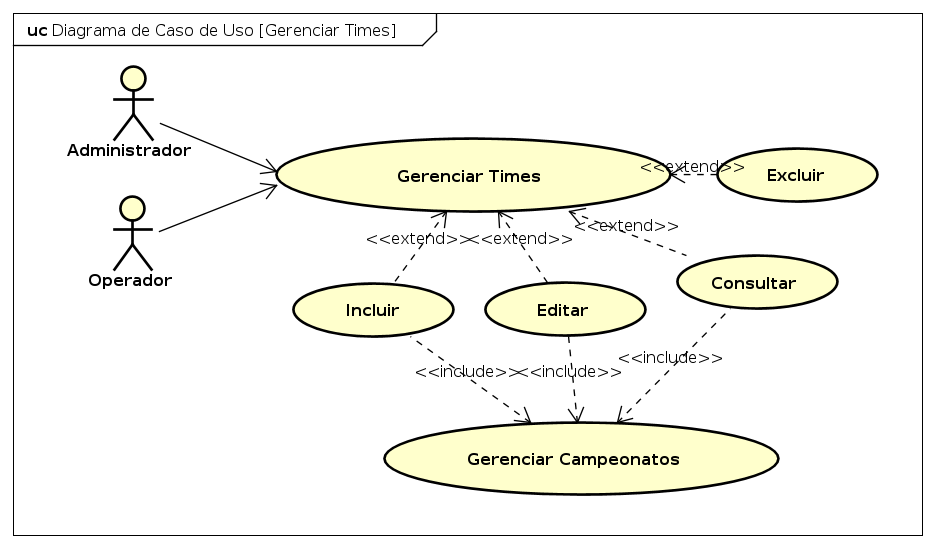 uc Diagrama de Caso de Uso [Gerenciar Times]
Administrador
Gerenciar Times
<<extend>>
Excluir
Operador
<<extend>>
<<extend>>
<<extend>>
Consultar
Incluir
Editar
<<include>>
<<include>>
<<include>>
Gerenciar Campeonatos